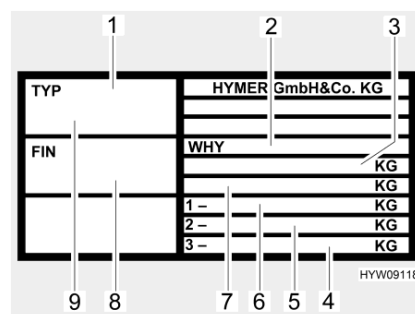 1 2 3
TYP
HYMER GmbH&Co. KG
FIN
WHY
KG
KG
1 – KG
2 – KG
3 – KG
HYW09118
9 8 7 6 5 4